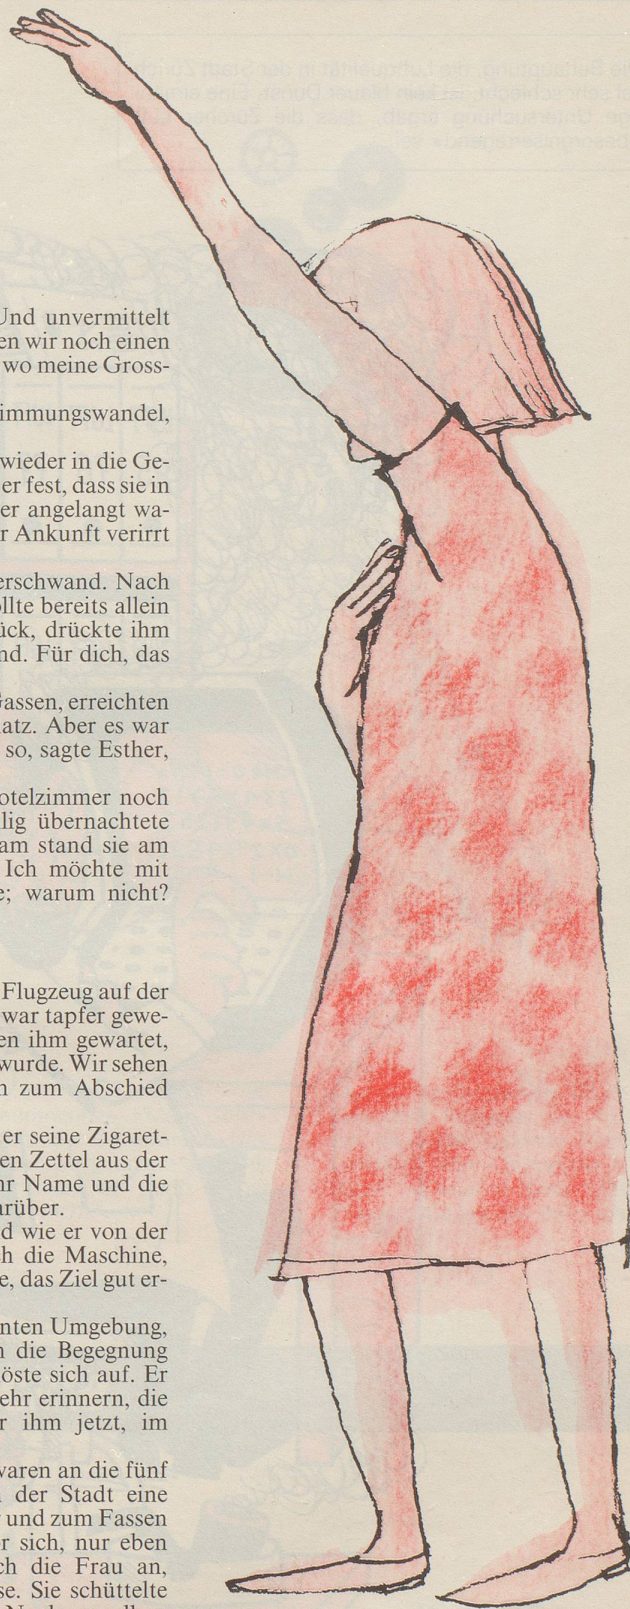 Und unvermittelt
en wir noch einen
wo meine Gross-
immungswandel,
wieder in die Ge-
er fest, dass sie in
er angelangt wa-
r Ankunft verirrt
erschwand. Nach
ollte bereits allein
ück, drückte ihm
nd. Für dich, das
Gassen, erreichten
latz. Aber es war
so, sagte Esther,
otelzimmer noch
lig übernachtete
am stand sie am
Ich möchte mit
e; warum nicht?
Flugzeug auf der
war tapfer gewe-
en ihm gewartet,
wurde. Wir sehen
n zum Abschied
er seine Zigaret-
en Zettel aus der
hr Name und die
arüber.
d wie er von der
ch die Maschine,
e, das Ziel gut er-
nten Umgebung,
n die Begegnung
öste sich auf. Er
ehr erinnern, die
r ihm jetzt, im
waren an die fünf
n der Stadt eine
r und zum Fassen
or sich, nur eben
ch die Frau an,
se. Sie schüttelte